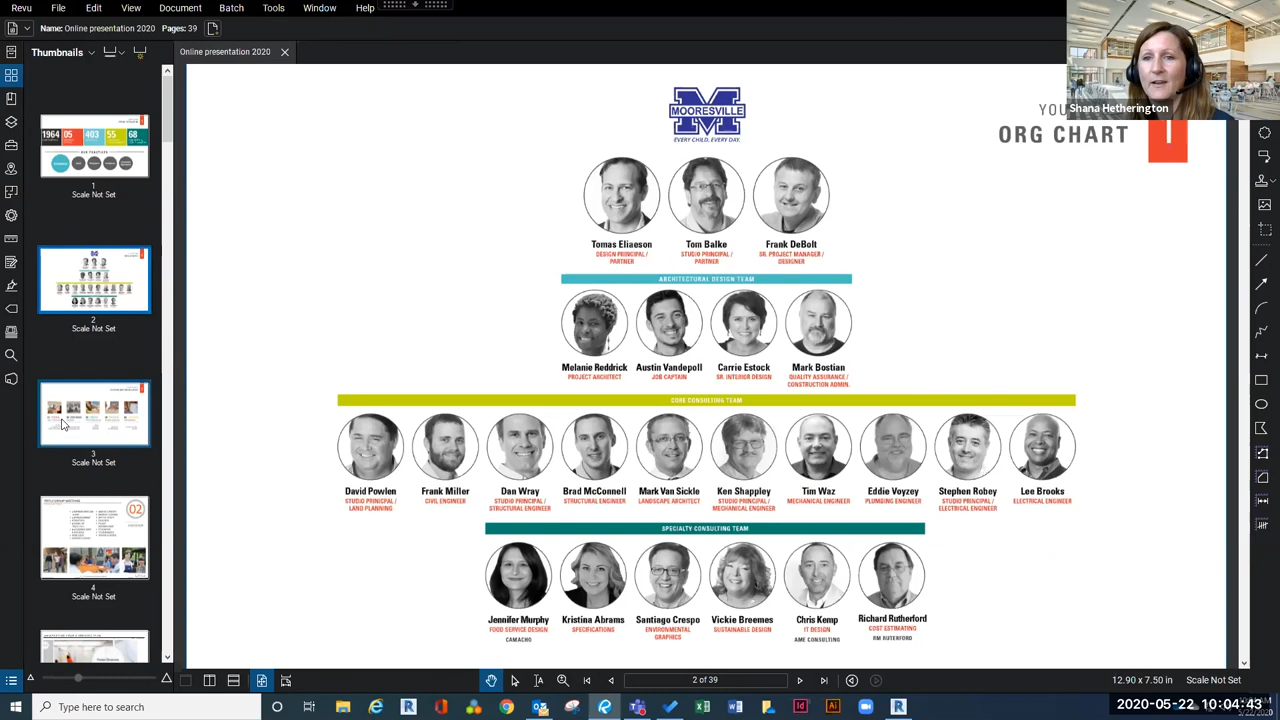 Revu File Edit View Document Batch Tools Window Help
Online presentation 2020 Pages: 39
Thumbnails
Online presentation 2020
Shana Hetherington
YOU
ORG CHART
1
M
MOORESVILLE
EVERY CHILD. EVERY DAY.
Tomas Eliaeson Tom Balke Frank DeBolt
DESIGN PRINCIPAL / STUDIO PRINCIPAL / SR. PROJECT MANAGER /
PARTNER PARTNER DESIGNER
ARCHITECTURAL DESIGN TEAM
Melanie Reddrick Austin Vandepoll Carrie Estock Mark Bostian
PROJECT ARCHITECT JOB CAPTAIN SR. INTERIOR DESIGN QUALITY ASSURANCE /
CONSTRUCTION ADMIN.
CORE CONSULTING TEAM
David Powlen Frank Miller Dan Wray Brad McConnell Mark Van Sickle Ken Shappley Tim Waz Eddie Voyzey Stephen Robey Lee Brooks
STUDIO PRINCIPAL / CIVIL ENGINEER STUDIO PRINCIPAL / STRUCTURAL ENGINEER LANDSCAPE ARCHITECT STUDIO PRINCIPAL / MECHANICAL ENGINEER PLUMBING ENGINEER STUDIO PRINCIPAL / ELECTRICAL ENGINEER
LAND PLANNING STRUCTURAL ENGINEER MECHANICAL ENGINEER ELECTRICAL ENGINEER
SPECIALTY CONSULTING TEAM
Jennifer Murphy Kristina Abrams Santiago Crespo Vickie Breemes Chris Kemp Richard Rutherford
FOOD SERVICE DESIGN SPECIFICATIONS ENVIRONMENTAL SUSTAINABLE DESIGN IT DESIGN COST ESTIMATING
CAMACHO GRAPHICS AME CONSULTING RM RUTERFORD
1964 05 403 55 68
1
Scale Not Set
2
Scale Not Set
3
Scale Not Set
02
4
Scale Not Set
2 of 39
12.90 x 7.50 in Scale Not Set
Type here to search
2020-05-22 10:04:43